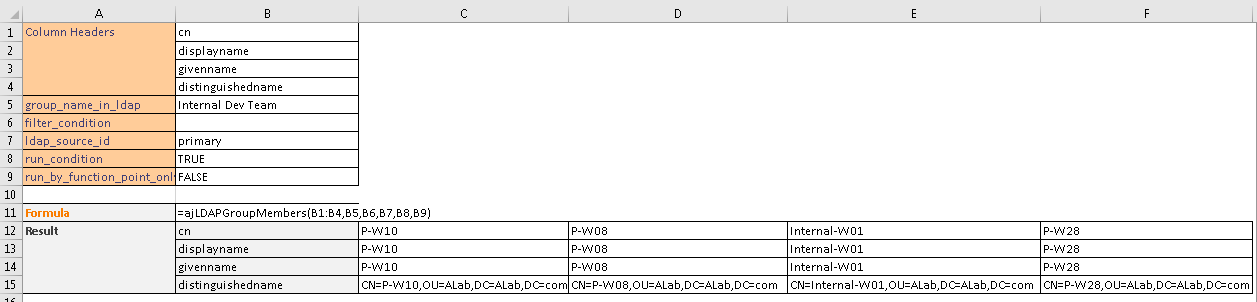 A B C D E F
1 Column Headers cn
2 displayname
3 givenname
4 distinguishedname
5 group_name_in_ldap Internal Dev Team
6 filter_condition
7 ldap_source_id primary
8 run_condition TRUE
9 run_by_function_point_only FALSE
10
11 Formula =ajLDAPGroupMembers(B1:B4,B5,B6,B7,B8,B9)
12 Result cn P-W10 P-W08 Internal-W01 P-W28
13 displayname P-W10 P-W08 Internal-W01 P-W28
14 givenname P-W10 P-W08 Internal-W01 P-W28
15 distinguishedname CN=P-W10,OU=ALab,DC=ALab,DC=com CN=P-W08,OU=ALab,DC=ALab,DC=com CN=Internal-W01,OU=ALab,DC=ALab,DC=com CN=P-W28,OU=ALab,DC=ALab,DC=com